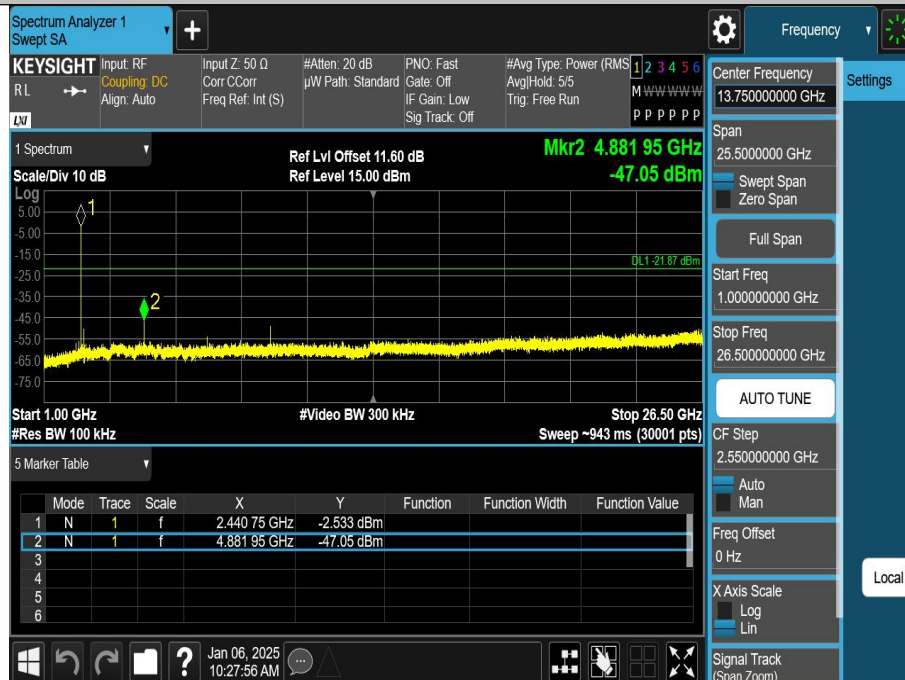 Spectrum Analyzer 1
Swept SA
Frequency
KEYSIGHT
RL
LXI
Input: RF
Coupling: DC
Align: Auto
Input Z: 50 Ω
Corr CCorr
Freq Ref: Int (S)
#Atten: 20 dB
µW Path: Standard
PNO: Fast
Gate: Off
IF Gain: Low
Sig Track: Off
#Avg Type: Power (RMS
Avg|Hold: 5/5
Trig: Free Run
1 2 3 4 5 6
M W W W W W
P P P P P P
1 Spectrum
Scale/Div 10 dB
Ref Lvl Offset 11.60 dB
Ref Level 15.00 dBm
Mkr2 4.881 95 GHz
-47.05 dBm
Log
5.00
-5.00
-15.0
-25.0
-35.0
-45.0
-55.0
-65.0
-75.0
1
2
DL1 -21.87 dBm
Start 1.00 GHz
#Video BW 300 kHz
Stop 26.50 GHz
#Res BW 100 kHz
Sweep ~943 ms (30001 pts)
5 Marker Table
Mode Trace Scale X Y Function Function Width Function Value
1 N 1 f 2.440 75 GHz -2.533 dBm
2 N 1 f 4.881 95 GHz -47.05 dBm
3
4
5
6
Jan 06, 2025
10:27:56 AM
?
Center Frequency
13.750000000 GHz
Settings
Span
25.5000000 GHz
Swept Span
Zero Span
Full Span
Start Freq
1.000000000 GHz
Stop Freq
26.500000000 GHz
AUTO TUNE
CF Step
2.550000000 GHz
Auto
Man
Freq Offset
0 Hz
Local
X Axis Scale
Log
Lin
Signal Track
(Span Zoom)